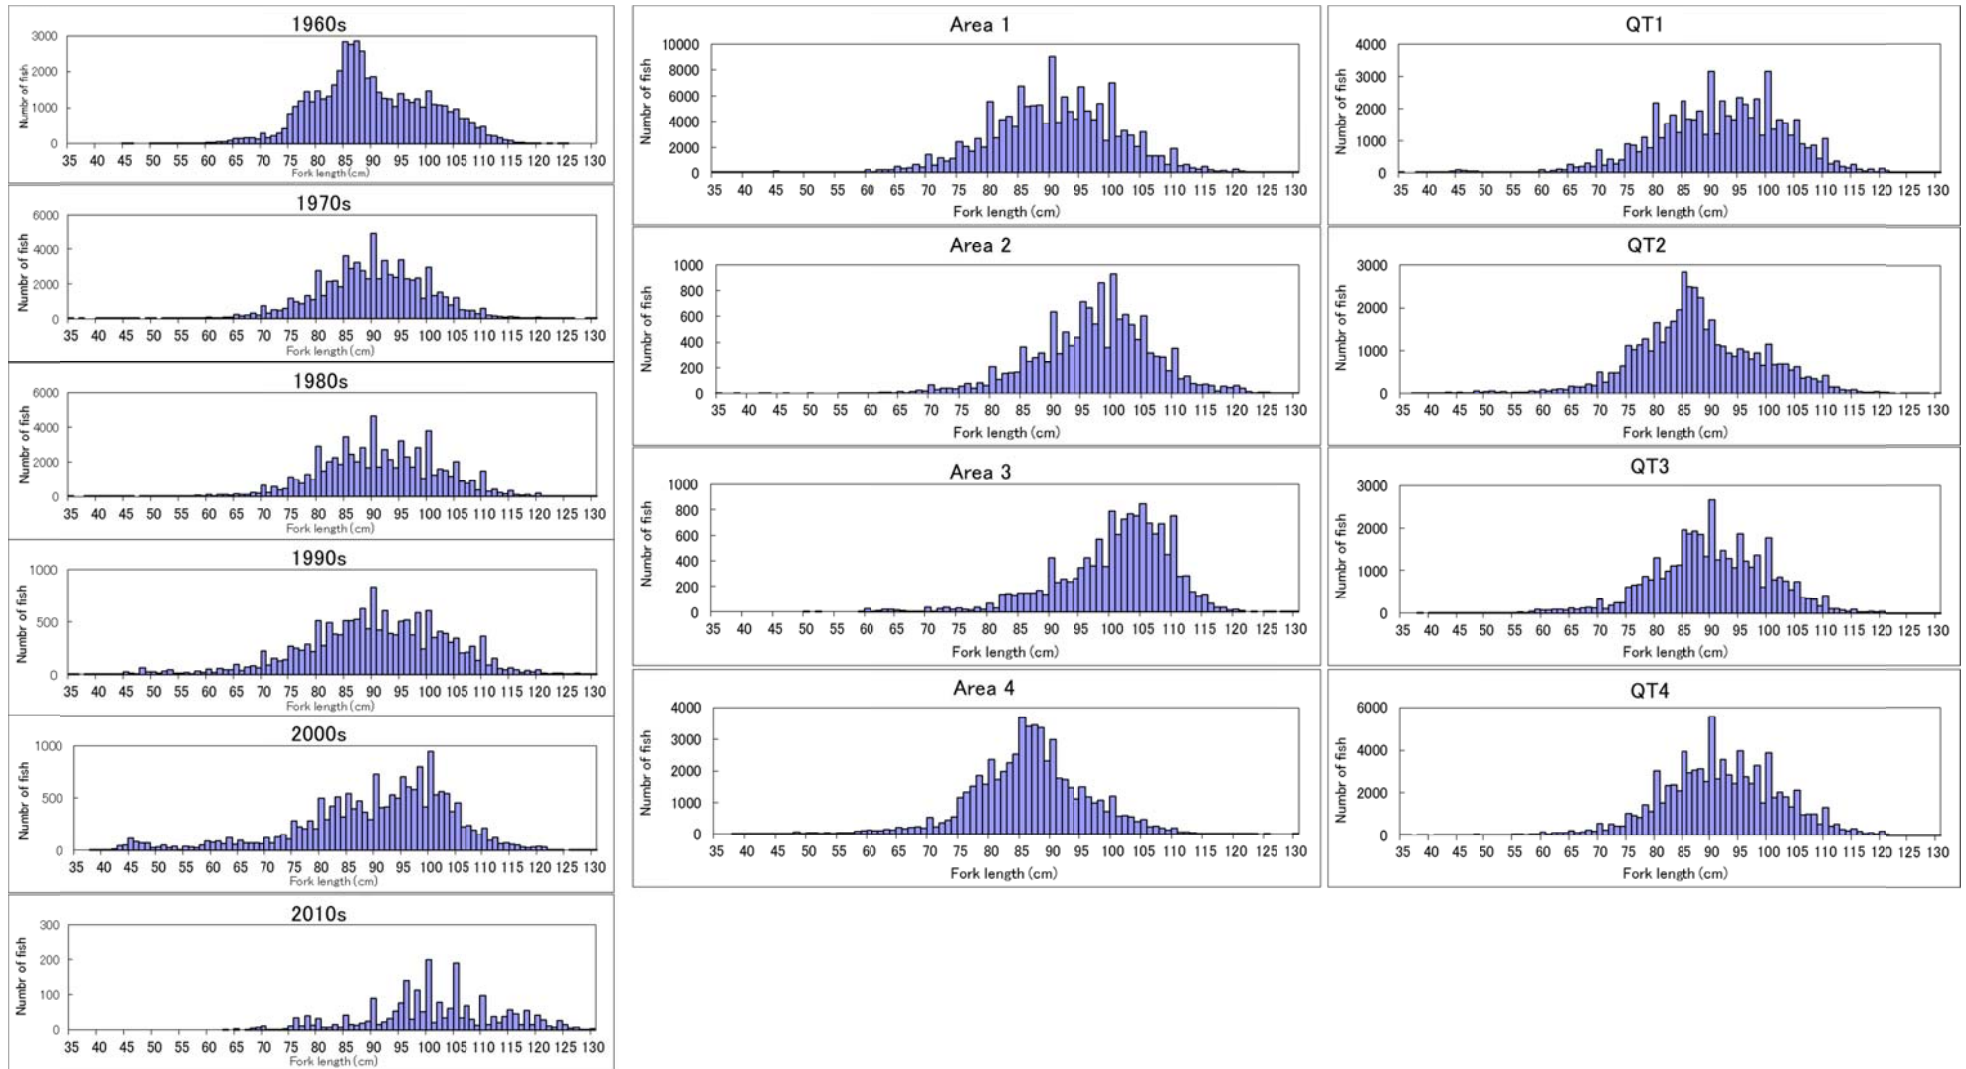 1960s
Numbr of fish
3000
2000
1000
0
35 40 45 50 55 60 65 70 75 80 85 90 95 100 105 110 115 120 125 130
Fork length (cm)
1970s
Numbr of fish
6000
4000
2000
0
35 40 45 50 55 60 65 70 75 80 85 90 95 100 105 110 115 120 125 130
Fork length (cm)
1980s
Numbr of fish
6000
4000
2000
0
35 40 45 50 55 60 65 70 75 80 85 90 95 100 105 110 115 120 125 130
Fork length (cm)
1990s
Numbr of fish
1000
500
0
35 40 45 50 55 60 65 70 75 80 85 90 95 100 105 110 115 120 125 130
Fork length (cm)
2000s
Numbr of fish
1000
500
0
35 40 45 50 55 60 65 70 75 80 85 90 95 100 105 110 115 120 125 130
Fork length (cm)
2010s
Numbr of fish
300
200
100
0
35 40 45 50 55 60 65 70 75 80 85 90 95 100 105 110 115 120 125 130
Fork length (cm)
Area 1
Numbr of fish
10000
8000
6000
4000
2000
0
35 40 45 50 55 60 65 70 75 80 85 90 95 100 105 110 115 120 125 130
Fork length (cm)
Area 2
Numbr of fish
1000
800
600
400
200
0
35 40 45 50 55 60 65 70 75 80 85 90 95 100 105 110 115 120 125 130
Fork length (cm)
Area 3
Numbr of fish
1000
800
600
400
200
0
35 40 45 50 55 60 65 70 75 80 85 90 95 100 105 110 115 120 125 130
Fork length (cm)
Area 4
Numbr of fish
4000
3000
2000
1000
0
35 40 45 50 55 60 65 70 75 80 85 90 95 100 105 110 115 120 125 130
Fork length (cm)
QT1
Numbr of fish
4000
3000
2000
1000
0
35 40 45 50 55 60 65 70 75 80 85 90 95 100 105 110 115 120 125 130
Fork length (cm)
QT2
Numbr of fish
3000
2000
1000
0
35 40 45 50 55 60 65 70 75 80 85 90 95 100 105 110 115 120 125 130
Fork length (cm)
QT3
Numbr of fish
3000
2000
1000
0
35 40 45 50 55 60 65 70 75 80 85 90 95 100 105 110 115 120 125 130
Fork length (cm)
QT4
Numbr of fish
6000
4000
2000
0
35 40 45 50 55 60 65 70 75 80 85 90 95 100 105 110 115 120 125 130
Fork length (cm)